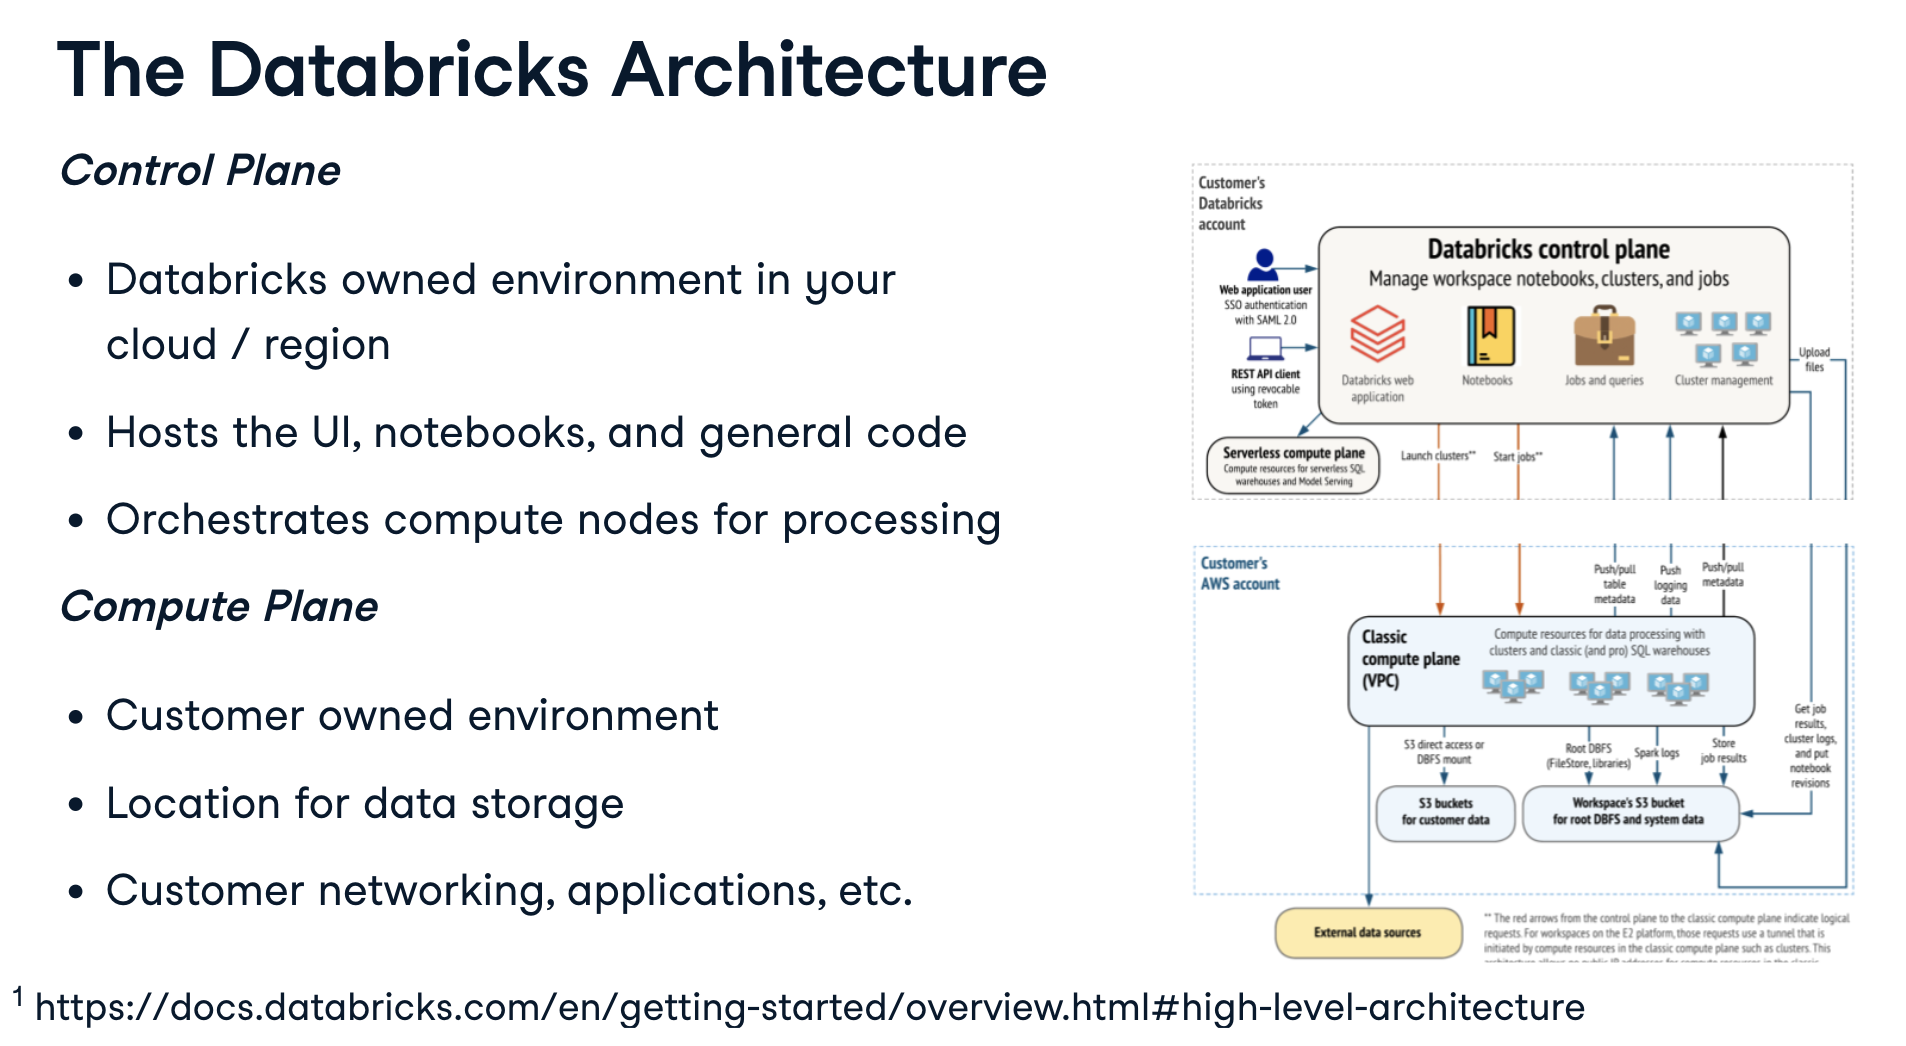 The Databricks Architecture
Control Plane
• Databricks owned environment in your
cloud / region
• Hosts the UI, notebooks, and general code
• Orchestrates compute nodes for processing
Compute Plane
• Customer owned environment
• Location for data storage
• Customer networking, applications, etc.
Customer's
Databricks
account
Web application user
SSO authentication
with SAML 2.0
REST API client
using revocable
token
Databricks control plane
Manage workspace notebooks, clusters, and jobs
Databricks web
application
Notebooks
Jobs and queries
Cluster management
Upload
files
Serverless compute plane
Compute resources for serverless SQL
warehouses and Model Serving
Launch clusters**
Start jobs**
Customer's
AWS account
Push/pull
table
metadata
Push
logging
data
Push/pull
metadata
Classic
compute plane
(VPC)
Compute resources for data processing with
clusters and classic (and pro) SQL warehouses
S3 direct access or
DBFS mount
Root DBFS
(FileStore, libraries)
Spark logs
Store
job results
Get job
results,
cluster logs,
and put
notebook
revisions
S3 buckets
for customer data
Workspace's S3 bucket
for root DBFS and system data
External data sources
** The red arrows from the control plane to the classic compute plane indicate logical
requests. For workspaces on the E2 platform, those requests use a tunnel that is
initiated by compute resources in the classic compute plane such as clusters. This
1 https://docs.databricks.com/en/getting-started/overview.html#high-level-architecture